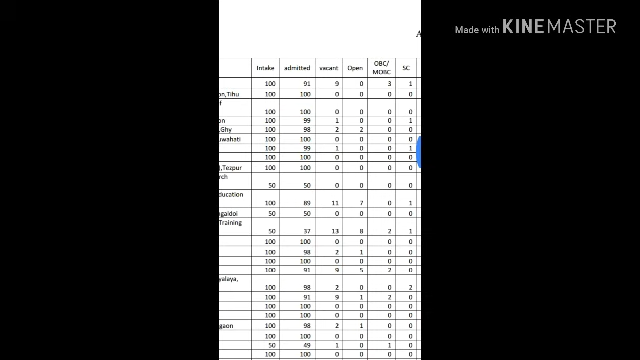 Made with KINEMASTER
A
Intake admitted vacant Open OBC/ MOBC SC
100 91 9 0 3 1
on,Tihu 100 100 0 0 0 0
f 100 100 0 0 0 0
on 100 99 1 0 0 1
,Ghy 100 98 2 2 0 0
uwahati 100 100 0 0 0 0
100 99 1 0 0 1
100 100 0 0 0 0
),Tezpur 100 100 0 0 0 0
rch 50 50 0 0 0 0
ducation 100 89 11 7 0 1
ngaldoi 50 50 0 0 0 0
Training 50 37 13 8 2 1
100 100 0 0 0 0
100 98 2 1 0 0
100 100 0 0 0 0
100 91 9 5 2 0
yalaya, 100 98 2 0 0 2
100 91 9 1 2 0
100 100 0 0 0 0
100 100 0 0 0 0
gaon 100 98 2 1 0 0
100 100 0 0 0 0
50 49 1 0 1 0
100 100 0 0 0 0